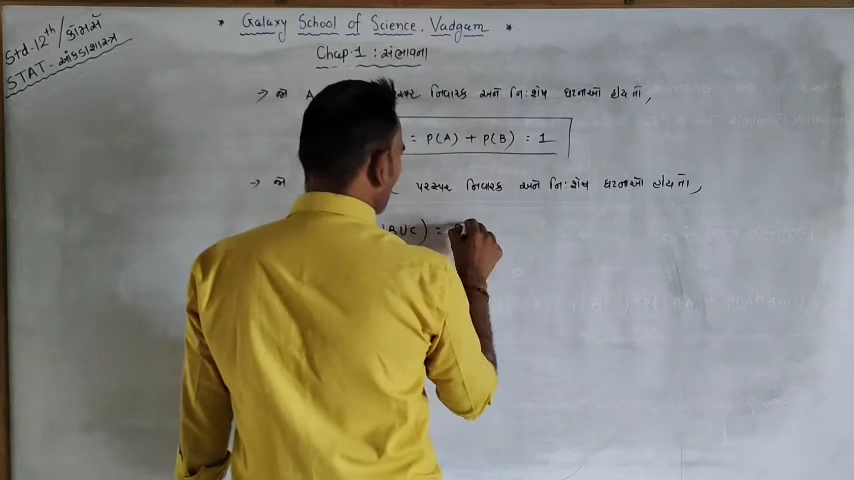 * Galaxy School of Science, Vadgam *
Std-12th / કોમર્સ
STAT - આંકડાશાસ્ત્ર
Chap-1 : સંભાવના
=> જો A નિવારક અને નિ:શેષ ઘટનાઓ હોય તો,
= P(A) + P(B) = 1
=> જો પરસ્પર નિવારક અને નિ:શેષ ઘટનાઓ હોય તો,
BUC) =